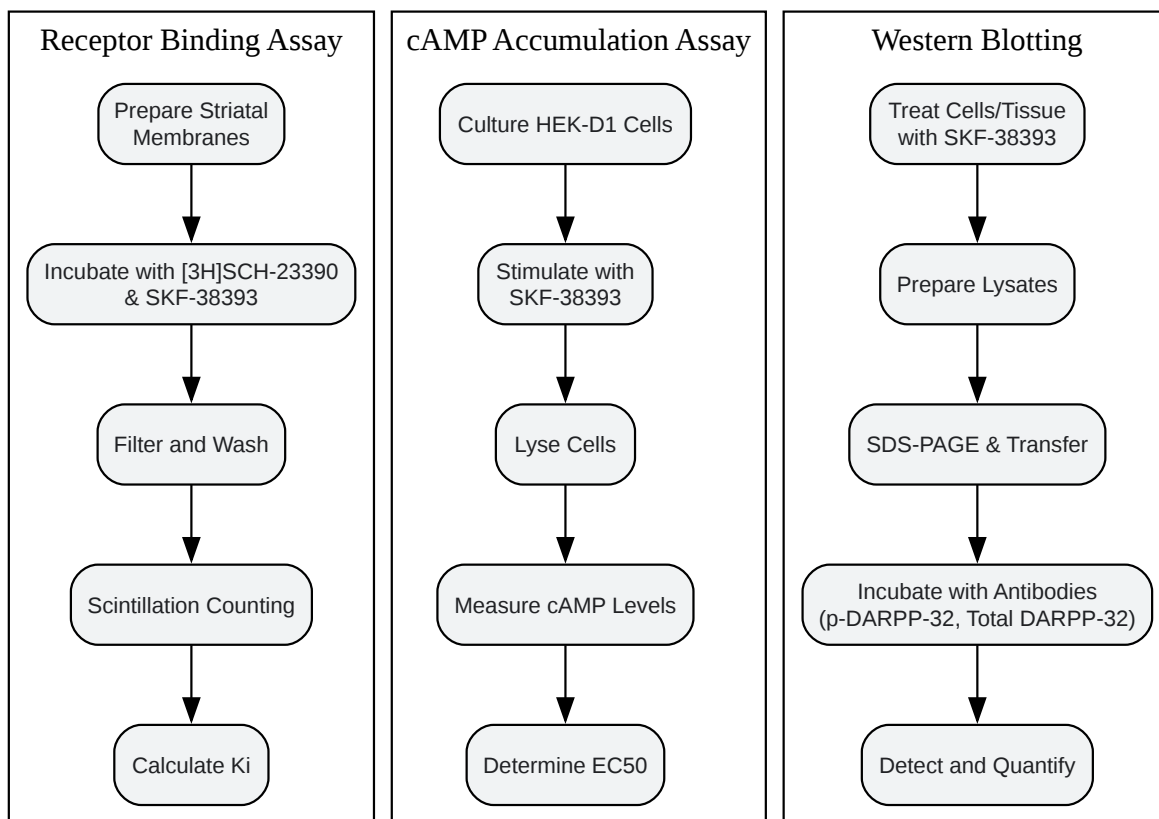 Receptor Binding Assay
Prepare Striatal
Membranes
Incubate with [3H]SCH-23390
& SKF-38393
Filter and Wash
Scintillation Counting
Calculate Ki
cAMP Accumulation Assay
Culture HEK-D1 Cells
Stimulate with
SKF-38393
Lyse Cells
Measure cAMP Levels
Determine EC50
Western Blotting
Treat Cells/Tissue
with SKF-38393
Prepare Lysates
SDS-PAGE & Transfer
Incubate with Antibodies
(p-DARPP-32, Total DARPP-32)
Detect and Quantify